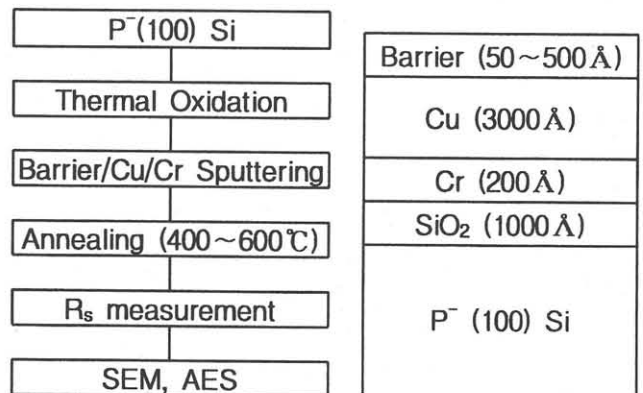 P⁻(100) Si
Thermal Oxidation
Barrier/Cu/Cr Sputtering
Annealing (400~600℃)
Rₛ measurement
SEM, AES
Barrier (50~500Å)
Cu (3000Å)
Cr (200Å)
SiO₂ (1000Å)
P⁻ (100) Si